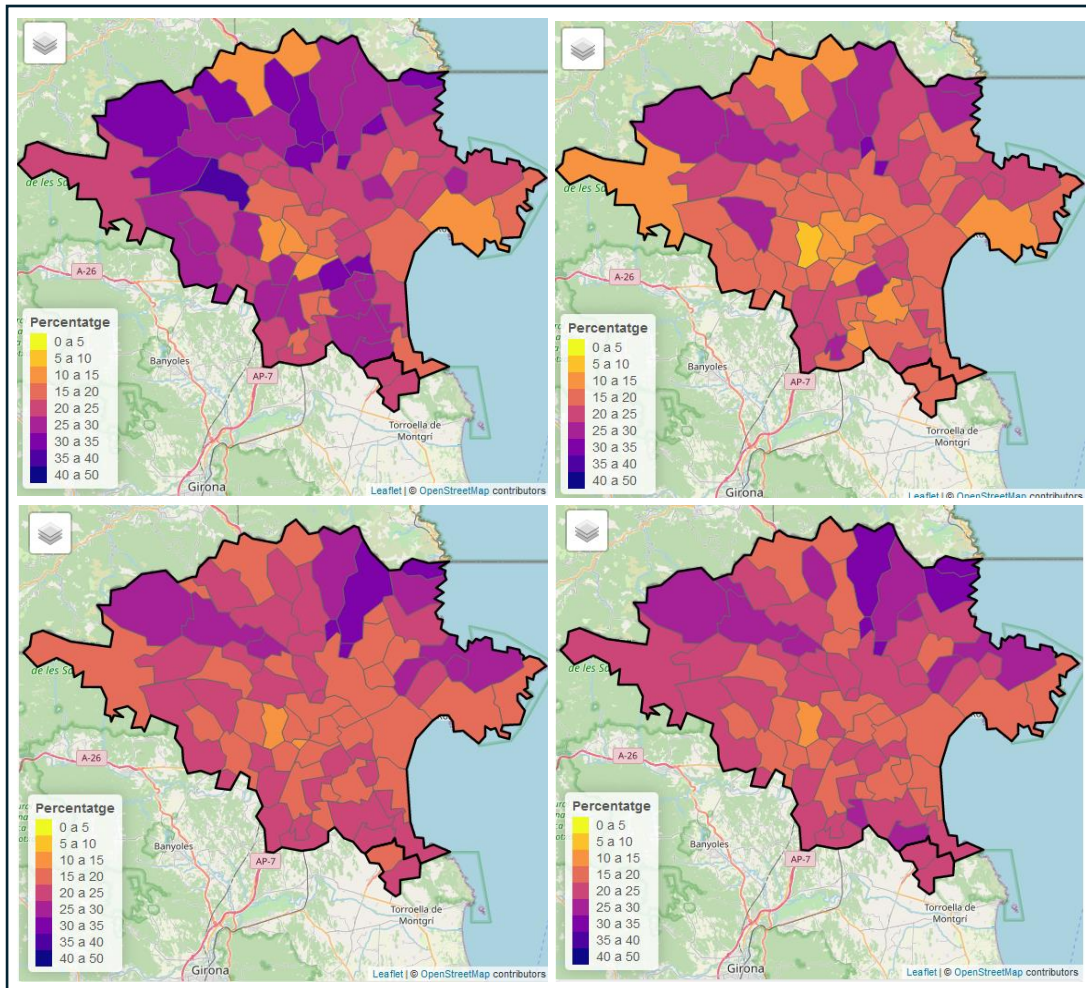 de les Sa
A-26
Banyoles
AP-7
Girona
Torroella de
Montgrí
Percentatge
0 a 5
5 a 10
10 a 15
15 a 20
20 a 25
25 a 30
30 a 35
35 a 40
40 a 50
Leaflet | © OpenStreetMap contributors
de les Sa
A-26
Banyoles
AP-7
Girona
Torroella de
Montgrí
Percentatge
0 a 5
5 a 10
10 a 15
15 a 20
20 a 25
25 a 30
30 a 35
35 a 40
40 a 50
Leaflet | © OpenStreetMap contributors
de les Sa
A-26
Banyoles
AP-7
Girona
Torroella de
Montgrí
Percentatge
0 a 5
5 a 10
10 a 15
15 a 20
20 a 25
25 a 30
30 a 35
35 a 40
40 a 50
Leaflet | © OpenStreetMap contributors
de les Sa
A-26
Banyoles
AP-7
Girona
Torroella de
Montgrí
Percentatge
0 a 5
5 a 10
10 a 15
15 a 20
20 a 25
25 a 30
30 a 35
35 a 40
40 a 50
Leaflet | © OpenStreetMap contributors